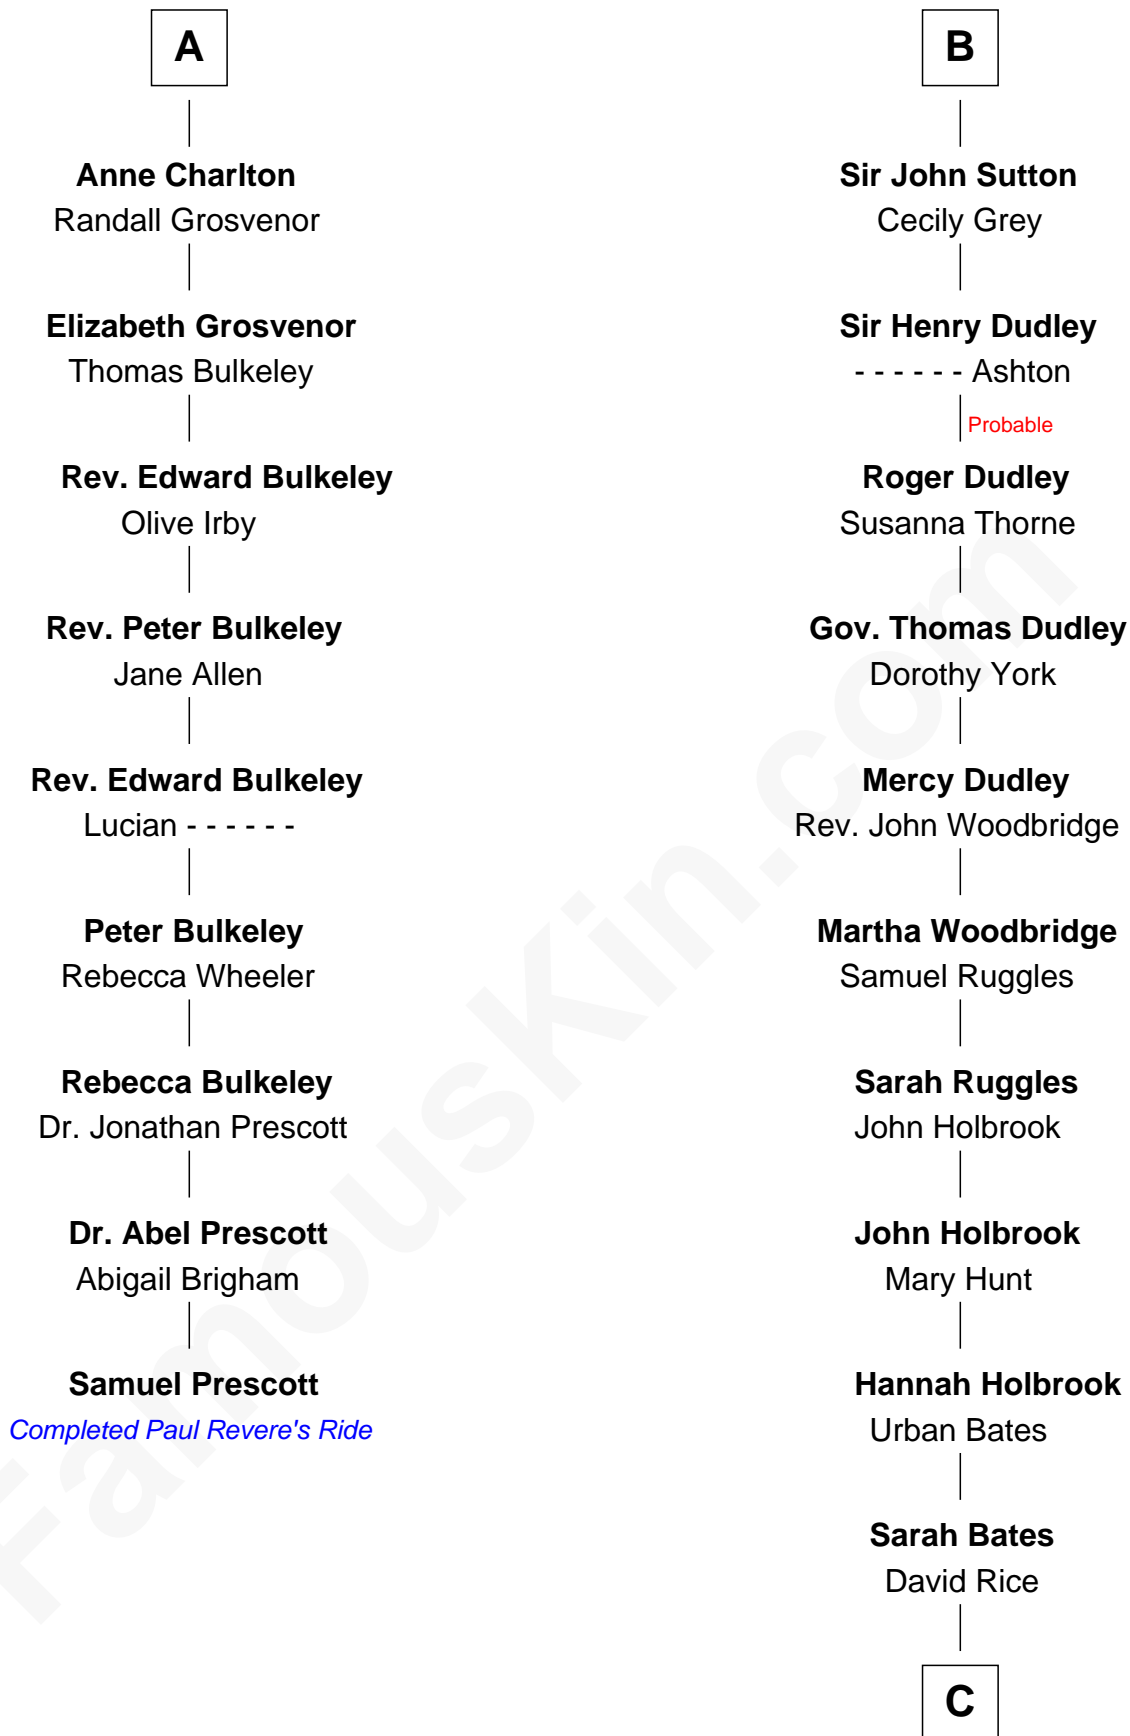 A
Anne Charlton
Randall Grosvenor
Elizabeth Grosvenor
Thomas Bulkeley
Rev. Edward Bulkeley
Olive Irby
Rev. Peter Bulkeley
Jane Allen
Rev. Edward Bulkeley
Lucian - - - - - -
Peter Bulkeley
Rebecca Wheeler
Rebecca Bulkeley
Dr. Jonathan Prescott
Dr. Abel Prescott
Abigail Brigham
Samuel Prescott
Completed Paul Revere's Ride
B
Sir John Sutton
Cecily Grey
Sir Henry Dudley
- - - - - - Ashton
Probable
Roger Dudley
Susanna Thorne
Gov. Thomas Dudley
Dorothy York
Mercy Dudley
Rev. John Woodbridge
Martha Woodbridge
Samuel Ruggles
Sarah Ruggles
John Holbrook
John Holbrook
Mary Hunt
Hannah Holbrook
Urban Bates
Sarah Bates
David Rice
C
FamousKin.com